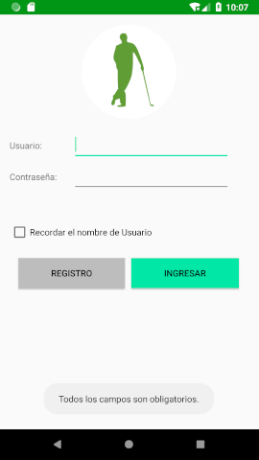 10:07
Usuario:
Contraseña:
Recordar el nombre de Usuario
REGISTRO INGRESAR
Todos los campos son obligatorios.